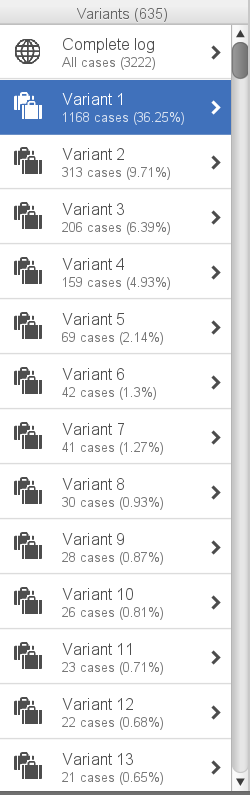 Variants (635)
Complete log
All cases (3222)
Variant 1
1168 cases (36.25%)
Variant 2
313 cases (9.71%)
Variant 3
206 cases (6.39%)
Variant 4
159 cases (4.93%)
Variant 5
69 cases (2.14%)
Variant 6
42 cases (1.3%)
Variant 7
41 cases (1.27%)
Variant 8
30 cases (0.93%)
Variant 9
28 cases (0.87%)
Variant 10
26 cases (0.81%)
Variant 11
23 cases (0.71%)
Variant 12
22 cases (0.68%)
Variant 13
21 cases (0.65%)